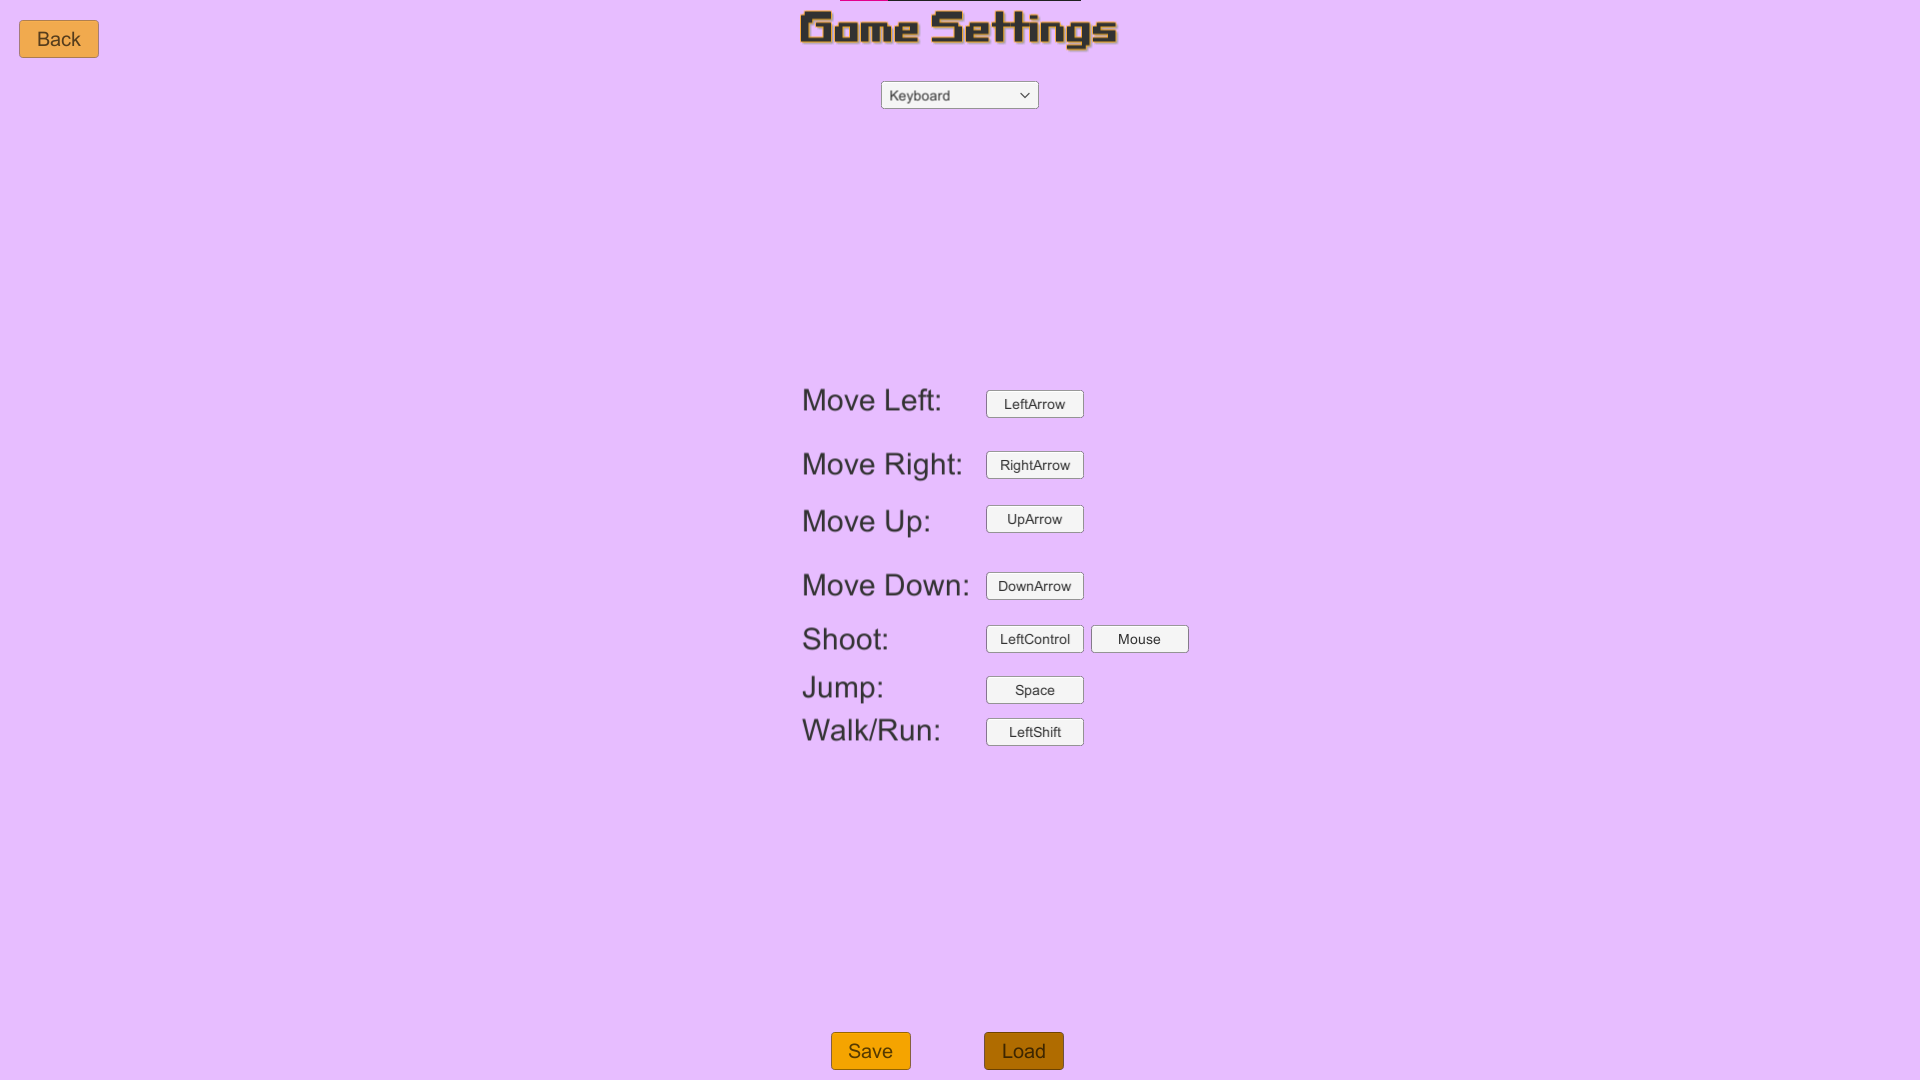 Back
Game Settings
Keyboard
Move Left: LeftArrow
Move Right: RightArrow
Move Up: UpArrow
Move Down: DownArrow
Shoot: LeftControl Mouse
Jump: Space
Walk/Run: LeftShift
Save Load